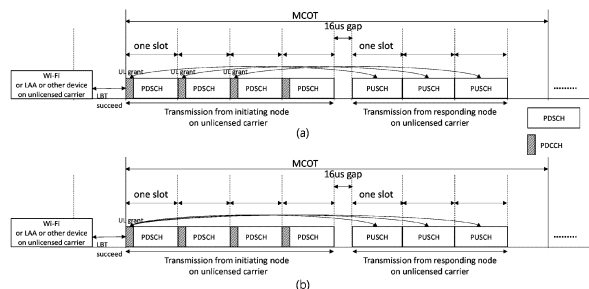 MCOT
16us gap
one slot
one slot
UL grant
UL grant
UL grant
Wi-Fi
or LAA or other device
on unlicensed carrier
LBT
succeed
PDSCH
PDSCH
PDSCH
PDSCH
PUSCH
PUSCH
PUSCH
Transmission from initiating node
on unlicensed carrier
Transmission from responding node
on unlicensed carrier
(a)
PDSCH
PDCCH
MCOT
16us gap
one slot
one slot
UL grant
Wi-Fi
or LAA or other device
on unlicensed carrier
LBT
succeed
PDSCH
PDSCH
PDSCH
PDSCH
PUSCH
PUSCH
PUSCH
Transmission from initiating node
on unlicensed carrier
Transmission from responding node
on unlicensed carrier
(b)